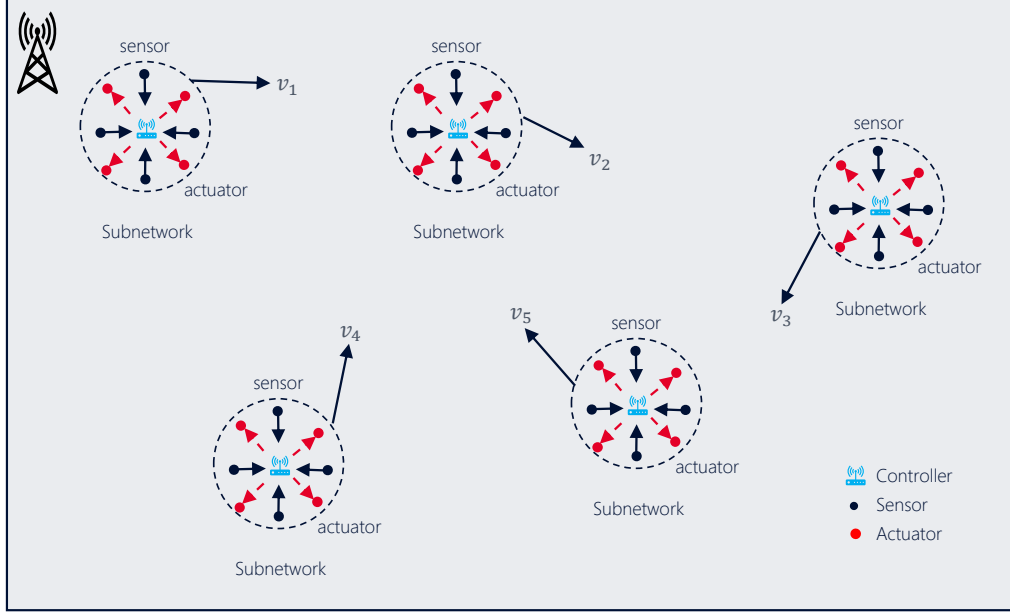 sensor
sensor
v₁
sensor
v₂
actuator
actuator
Subnetwork
Subnetwork
actuator
Subnetwork
v₃
v₅
sensor
v₄
sensor
actuator
Controller
Subnetwork
Sensor
actuator
Actuator
Subnetwork